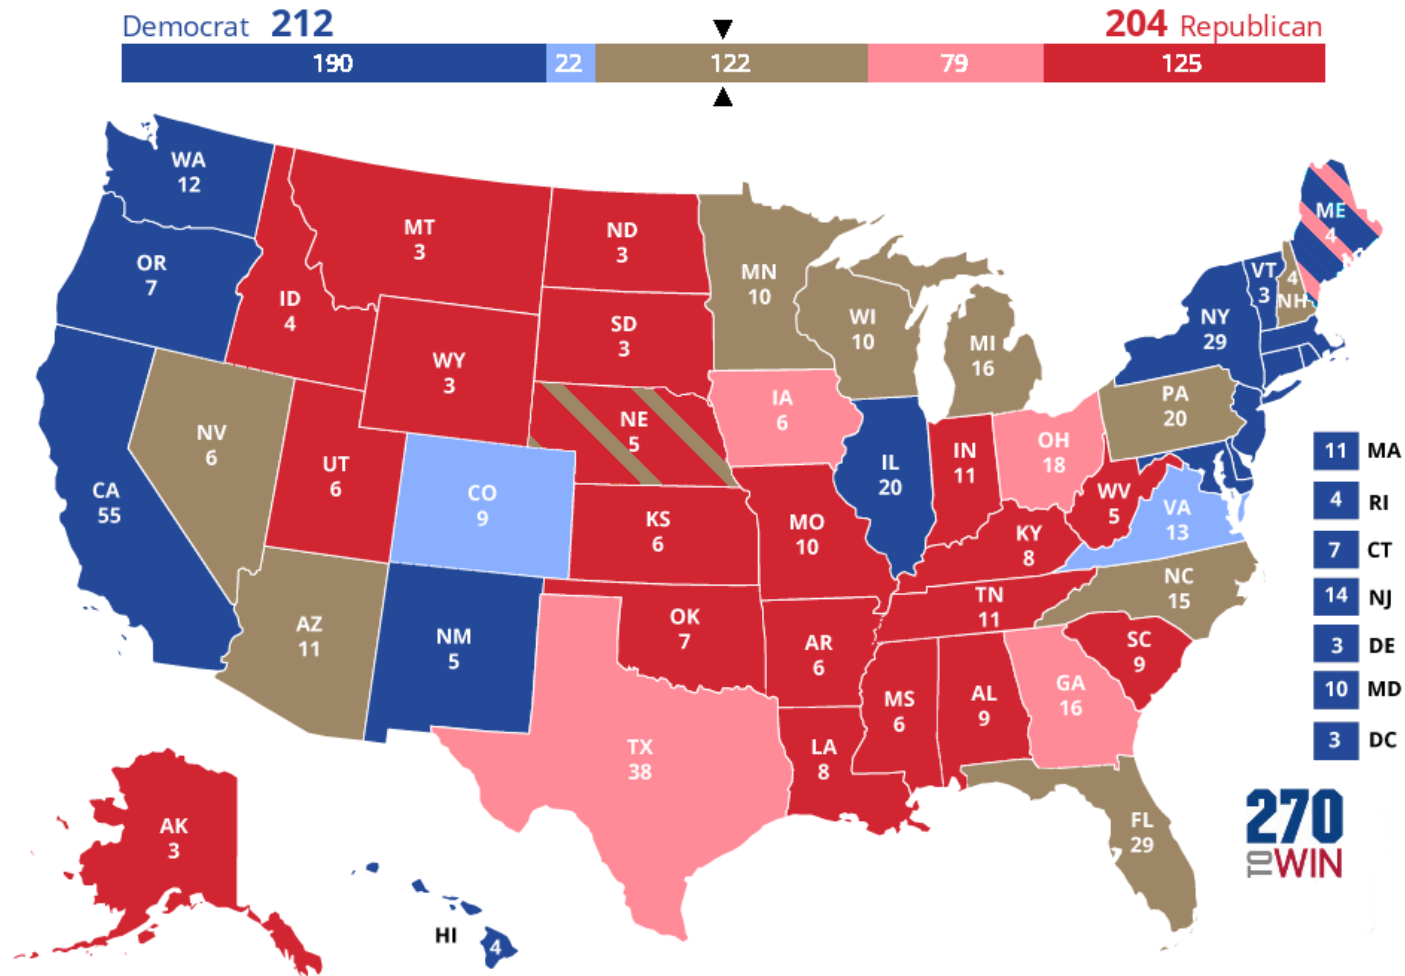 Democrat 212
204 Republican
190 22 122 79 125
WA
12
OR
7
CA
55
NV
6
ID
4
MT
3
WY
3
UT
6
AZ
11
CO
9
NM
5
ND
3
SD
3
NE
5
KS
6
OK
7
TX
38
MN
10
IA
6
MO
10
AR
6
LA
8
WI
10
IL
20
MI
16
IN
11
OH
18
KY
8
TN
11
MS
6
AL
9
GA
16
FL
29
SC
9
NC
15
VA
13
WV
5
PA
20
NY
29
VT
3
4
NH
ME
4
11 MA
4 RI
7 CT
14 NJ
3 DE
10 MD
3 DC
AK
3
HI
4
270
TO WIN